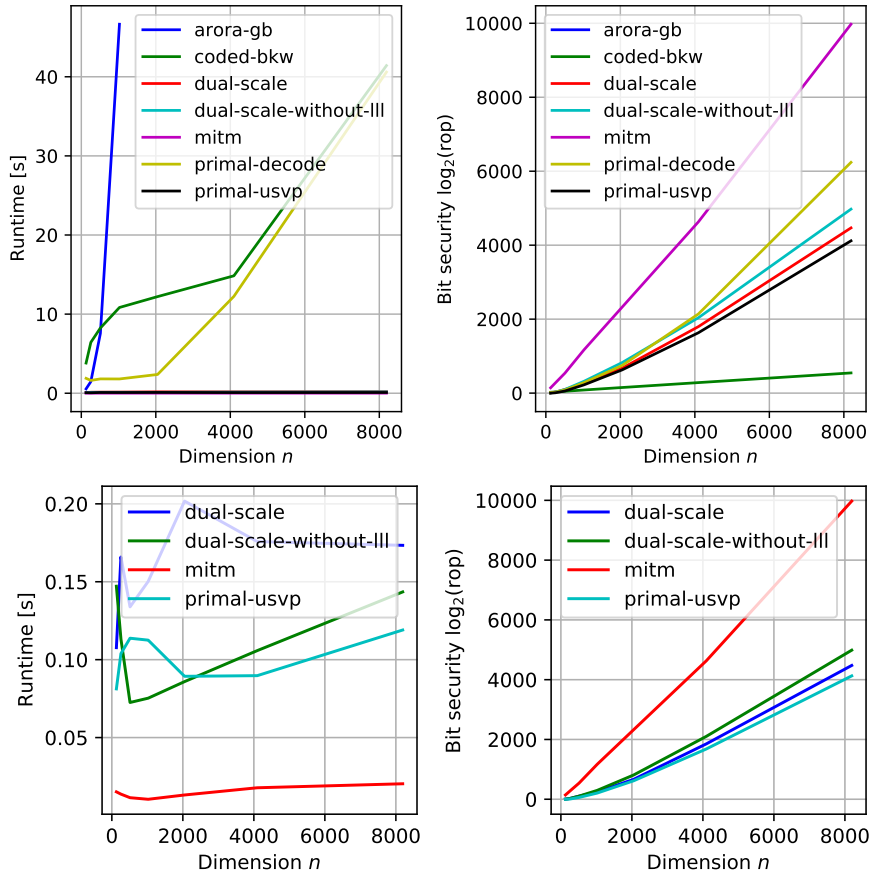 Runtime [s]
40
30
20
10
0
0 2000 4000 6000 8000
Dimension n
arora-gb
coded-bkw
dual-scale
dual-scale-without-lll
mitm
primal-decode
primal-usvp
Bit security log₂(rop)
10000
8000
6000
4000
2000
0
0 2000 4000 6000 8000
Dimension n
arora-gb
coded-bkw
dual-scale
dual-scale-without-lll
mitm
primal-decode
primal-usvp
Runtime [s]
0.20
0.15
0.10
0.05
0 2000 4000 6000 8000
Dimension n
dual-scale
dual-scale-without-lll
mitm
primal-usvp
Bit security log₂(rop)
10000
8000
6000
4000
2000
0
0 2000 4000 6000 8000
Dimension n
dual-scale
dual-scale-without-lll
mitm
primal-usvp